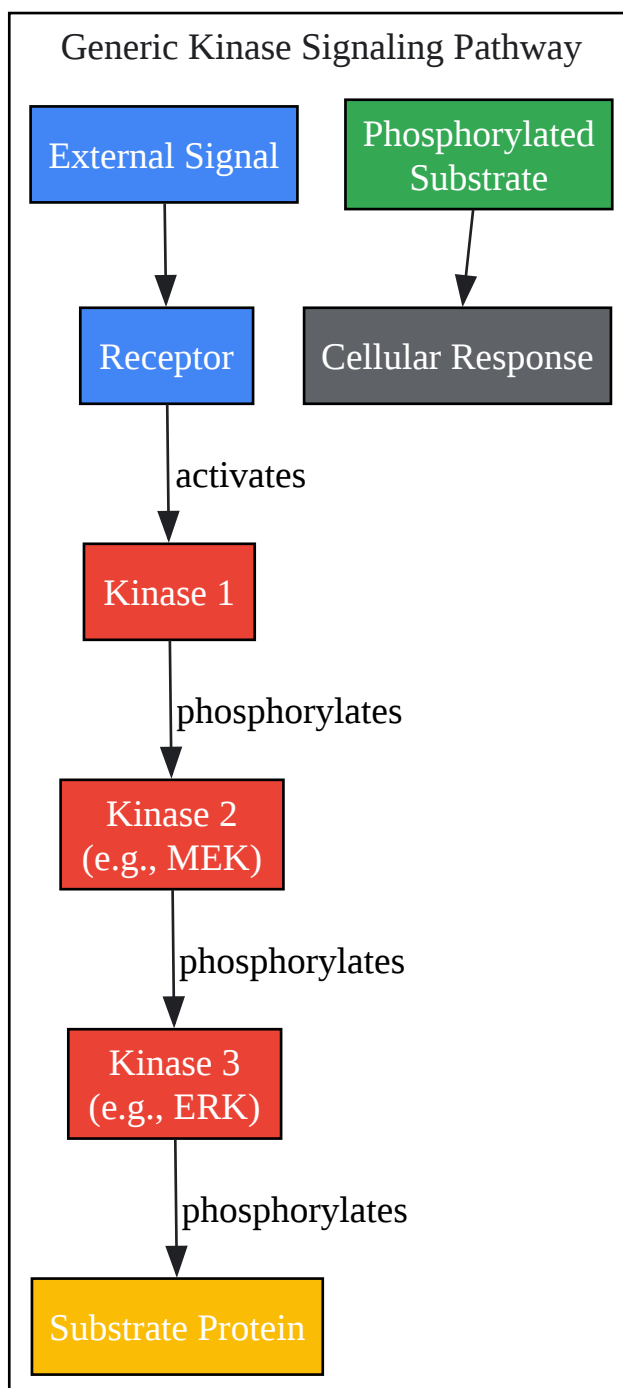 Generic Kinase Signaling Pathway
External Signal
Phosphorylated
Substrate
Receptor
Cellular Response
activates
Kinase 1
phosphorylates
Kinase 2
(e.g., MEK)
phosphorylates
Kinase 3
(e.g., ERK)
phosphorylates
Substrate Protein